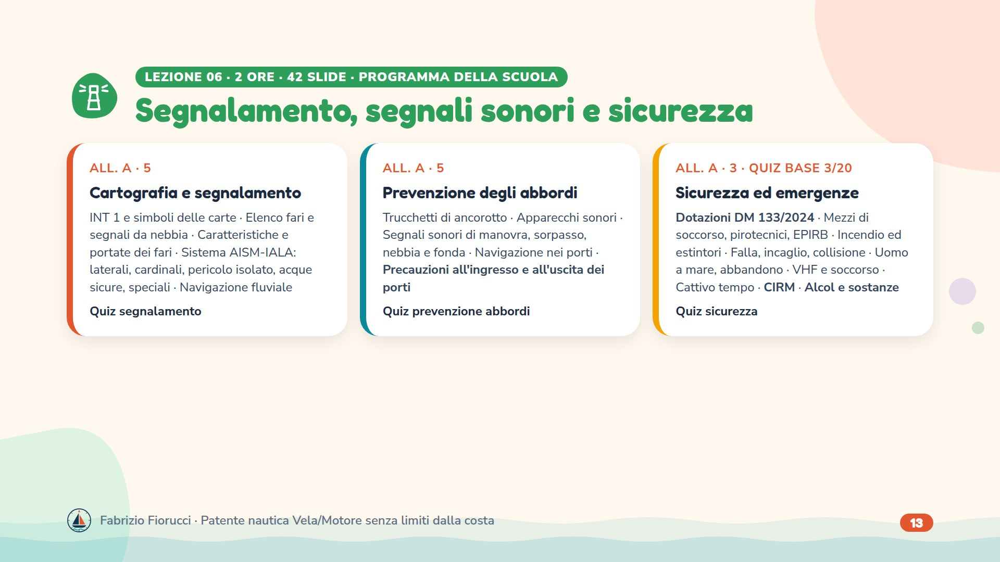 LEZIONE 06 · 2 ORE · 42 SLIDE · PROGRAMMA DELLA SCUOLA
Segnalamento, segnali sonori e sicurezza
ALL. A · 5
Cartografia e segnalamento
INT 1 e simboli delle carte · Elenco fari e
segnali da nebbia · Caratteristiche e
portate dei fari · Sistema AISM-IALA:
laterali, cardinali, pericolo isolato, acque
sicure, speciali · Navigazione fluviale
Quiz segnalamento
ALL. A · 5
Prevenzione degli abbordi
Trucchetti di ancorotto · Apparecchi sonori ·
Segnali sonori di manovra, sorpasso,
nebbia e fonda · Navigazione nei porti ·
Precauzioni all'ingresso e all'uscita dei
porti
Quiz prevenzione abbordi
ALL. A · 3 · QUIZ BASE 3/20
Sicurezza ed emergenze
Dotazioni DM 133/2024 · Mezzi di
soccorso, pirotecnici, EPIRB · Incendio ed
estintori · Falla, incaglio, collisione · Uomo
a mare, abbandono · VHF e soccorso ·
Cattivo tempo · CIRM · Alcol e sostanze
Quiz sicurezza
Fabrizio Fiorucci · Patente nautica Vela/Motore senza limiti dalla costa
13